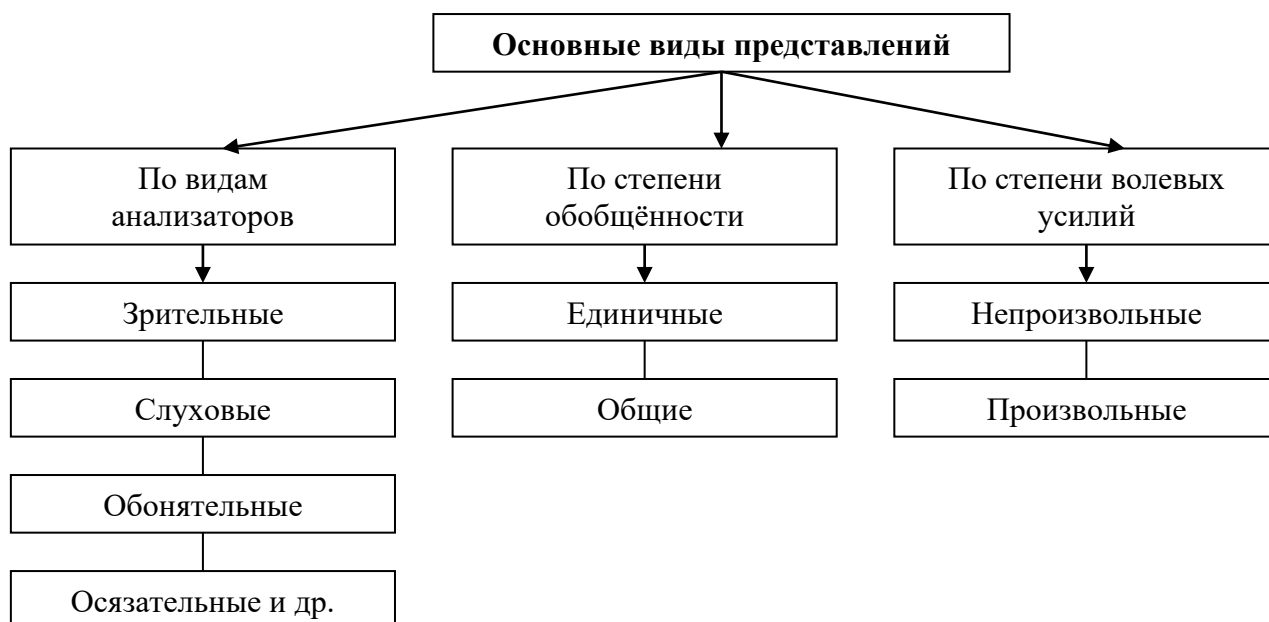 Основные виды представлений
По видам
анализаторов
По степени
обобщённости
По степени волевых
усилий
Зрительные
Единичные
Непроизвольные
Слуховые
Общие
Произвольные
Обонятельные
Осязательные и др.